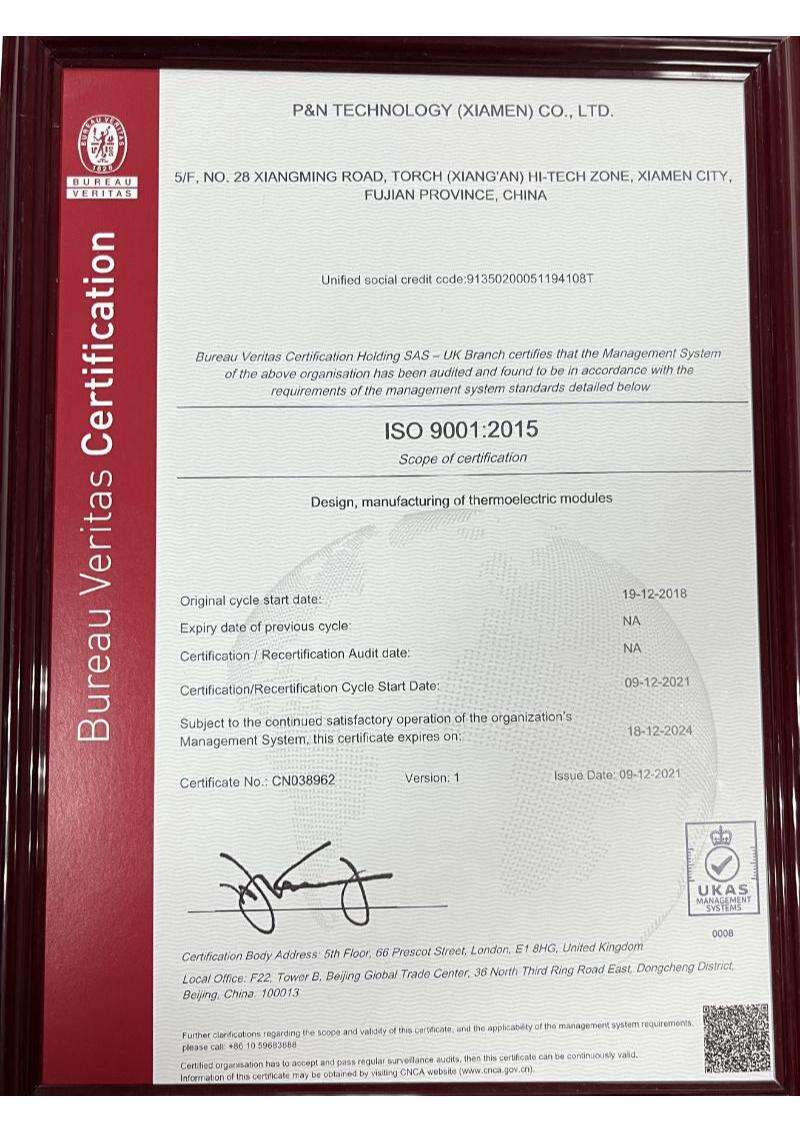 P&N TECHNOLOGY (XIAMEN) CO., LTD.
5/F, NO. 28 XIANGMING ROAD, TORCH (XIANG'AN) HI-TECH ZONE, XIAMEN CITY,
FUJIAN PROVINCE, CHINA
BUREAU VERITAS
1828
BUREAU
VERITAS
Bureau Veritas Certification
Unified social credit code:91350200051194108T
Bureau Veritas Certification Holding SAS – UK Branch certifies that the Management System
of the above organisation has been audited and found to be in accordance with the
requirements of the management system standards detailed below
ISO 9001:2015
Scope of certification
Design, manufacturing of thermoelectric modules
Original cycle start date: 19-12-2018
Expiry date of previous cycle: NA
Certification / Recertification Audit date: NA
Certification/Recertification Cycle Start Date: 09-12-2021
Subject to the continued satisfactory operation of the organization's
Management System, this certificate expires on: 18-12-2024
Certificate No.: CN038962 Version: 1 Issue Date: 09-12-2021
UKAS
MANAGEMENT
SYSTEMS
0008
Certification Body Address: 5th Floor, 66 Prescot Street, London, E1 8HG, United Kingdom
Local Office: F22, Tower B, Beijing Global Trade Center, 36 North Third Ring Road East, Dongcheng District,
Beijing, China. 100013
Further clarifications regarding the scope and validity of this certificate, and the applicability of the management system requirements,
please call: +86 10 59683888
Certified organisation has to accept and pass regular surveillance audits, then this certificate can be continuously valid.
Information of this certificate may be obtained by visiting CNCA website (www.cnca.gov.cn).